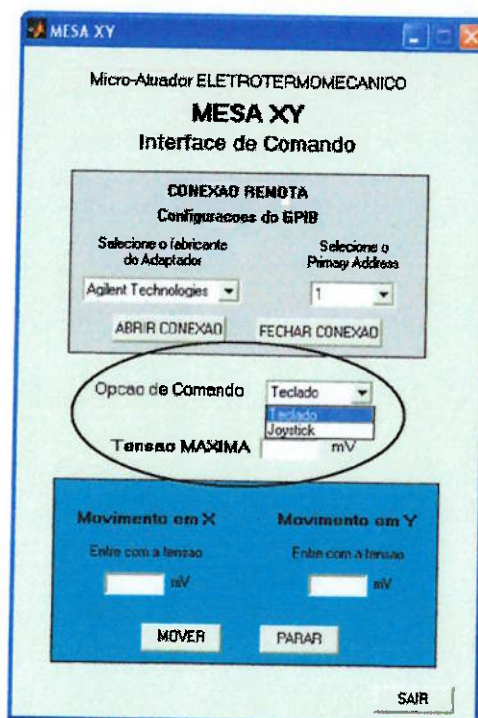 MESA XY
Micro-Atuador ELETROTERMOMECANICO
MESA XY
Interface de Comando
CONEXAO REMOTA
Configuracoes do GPIB
Selecione o fabricante
do Adaptador
Selecione o
Primary Address
Agilent Technologies
1
ABRIR CONEXAO
FECHAR CONEXAO
Opcao de Comando
Teclado
Teclado
Joystick
Tensao MAXIMA
mV
Movimento em X
Movimento em Y
Entre com a tensao
Entre com a tensao
mV
mV
MOVER
PARAR
SAIR